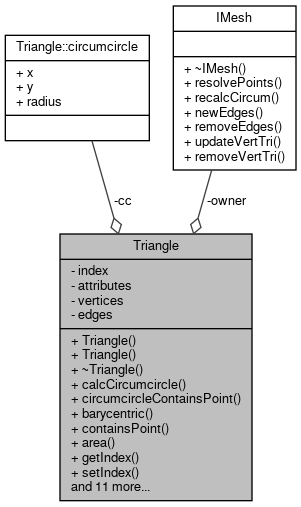 Triangle::circumcircle
+ x
+ y
+ radius
IMesh
+ ~IMesh()
+ resolvePoints()
+ recalcCircum()
+ newEdges()
+ removeEdges()
+ updateVertTri()
+ removeVertTri()
-cc
-owner
Triangle
- index
- attributes
- vertices
- edges
+ Triangle()
+ Triangle()
+ ~Triangle()
+ calcCircumcircle()
+ circumcircleContainsPoint()
+ barycentric()
+ containsPoint()
+ area()
+ getIndex()
+ setIndex()
and 11 more...